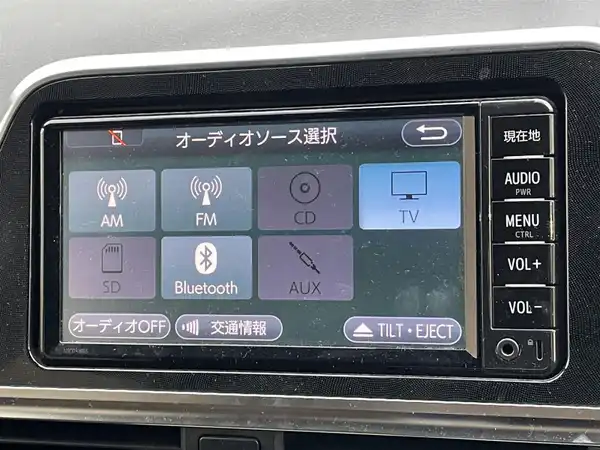 オーディオソース選択
AM
FM
CD
TV
SD
Bluetooth
AUX
オーディオOFF
交通情報
TILT・EJECT
現在地
AUDIO
PWR
MENU
CTRL
VOL+
VOL-